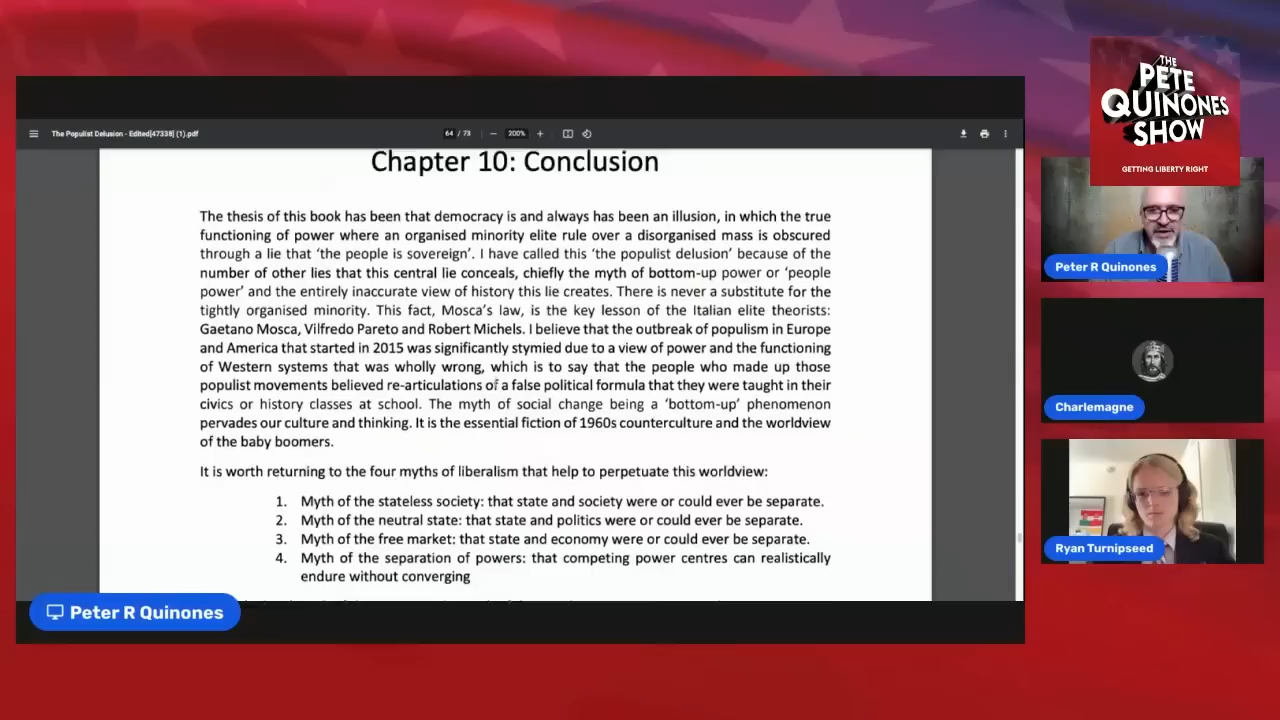 The Populist Delusion - Edited[47338] (1).pdf
64 / 73
200%
Chapter 10: Conclusion
The thesis of this book has been that democracy is and always has been an illusion, in which the true
functioning of power where an organised minority elite rule over a disorganised mass is obscured
through a lie that ‘the people is sovereign’. I have called this ‘the populist delusion’ because of the
number of other lies that this central lie conceals, chiefly the myth of bottom-up power or ‘people
power’ and the entirely inaccurate view of history this lie creates. There is never a substitute for the
tightly organised minority. This fact, Mosca’s law, is the key lesson of the Italian elite theorists:
Gaetano Mosca, Vilfredo Pareto and Robert Michels. I believe that the outbreak of populism in Europe
and America that started in 2015 was significantly stymied due to a view of power and the functioning
of Western systems that was wholly wrong, which is to say that the people who made up those
populist movements believed re-articulations of a false political formula that they were taught in their
civics or history classes at school. The myth of social change being a ‘bottom-up’ phenomenon
pervades our culture and thinking. It is the essential fiction of 1960s counterculture and the worldview
of the baby boomers.
It is worth returning to the four myths of liberalism that help to perpetuate this worldview:
1. Myth of the stateless society: that state and society were or could ever be separate.
2. Myth of the neutral state: that state and politics were or could ever be separate.
3. Myth of the free market: that state and economy were or could ever be separate.
4. Myth of the separation of powers: that competing power centres can realistically
endure without converging
Peter R Quinones
THE
PETE
QUINONES
SHOW
GETTING LIBERTY RIGHT
Peter R Quinones
Charlemagne
Ryan Turnipseed